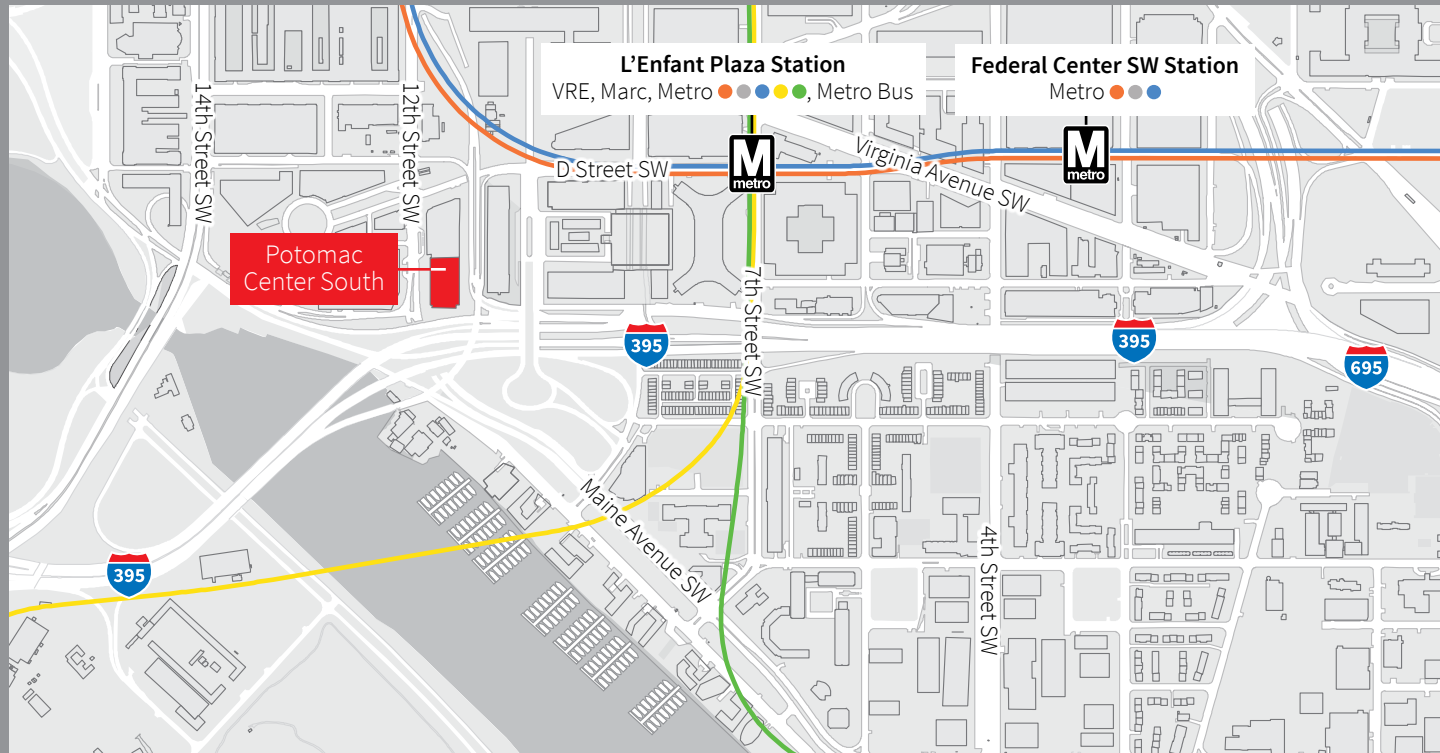 L’Enfant Plaza Station
VRE, Marc, Metro , Metro Bus
Federal Center SW Station
Metro
14th Street SW
12th Street SW
D Street SW
M
metro
Virginia Avenue SW
M
metro
Potomac
Center South
7th Street SW
395
395
695
Maine Avenue SW
4th Street SW
395